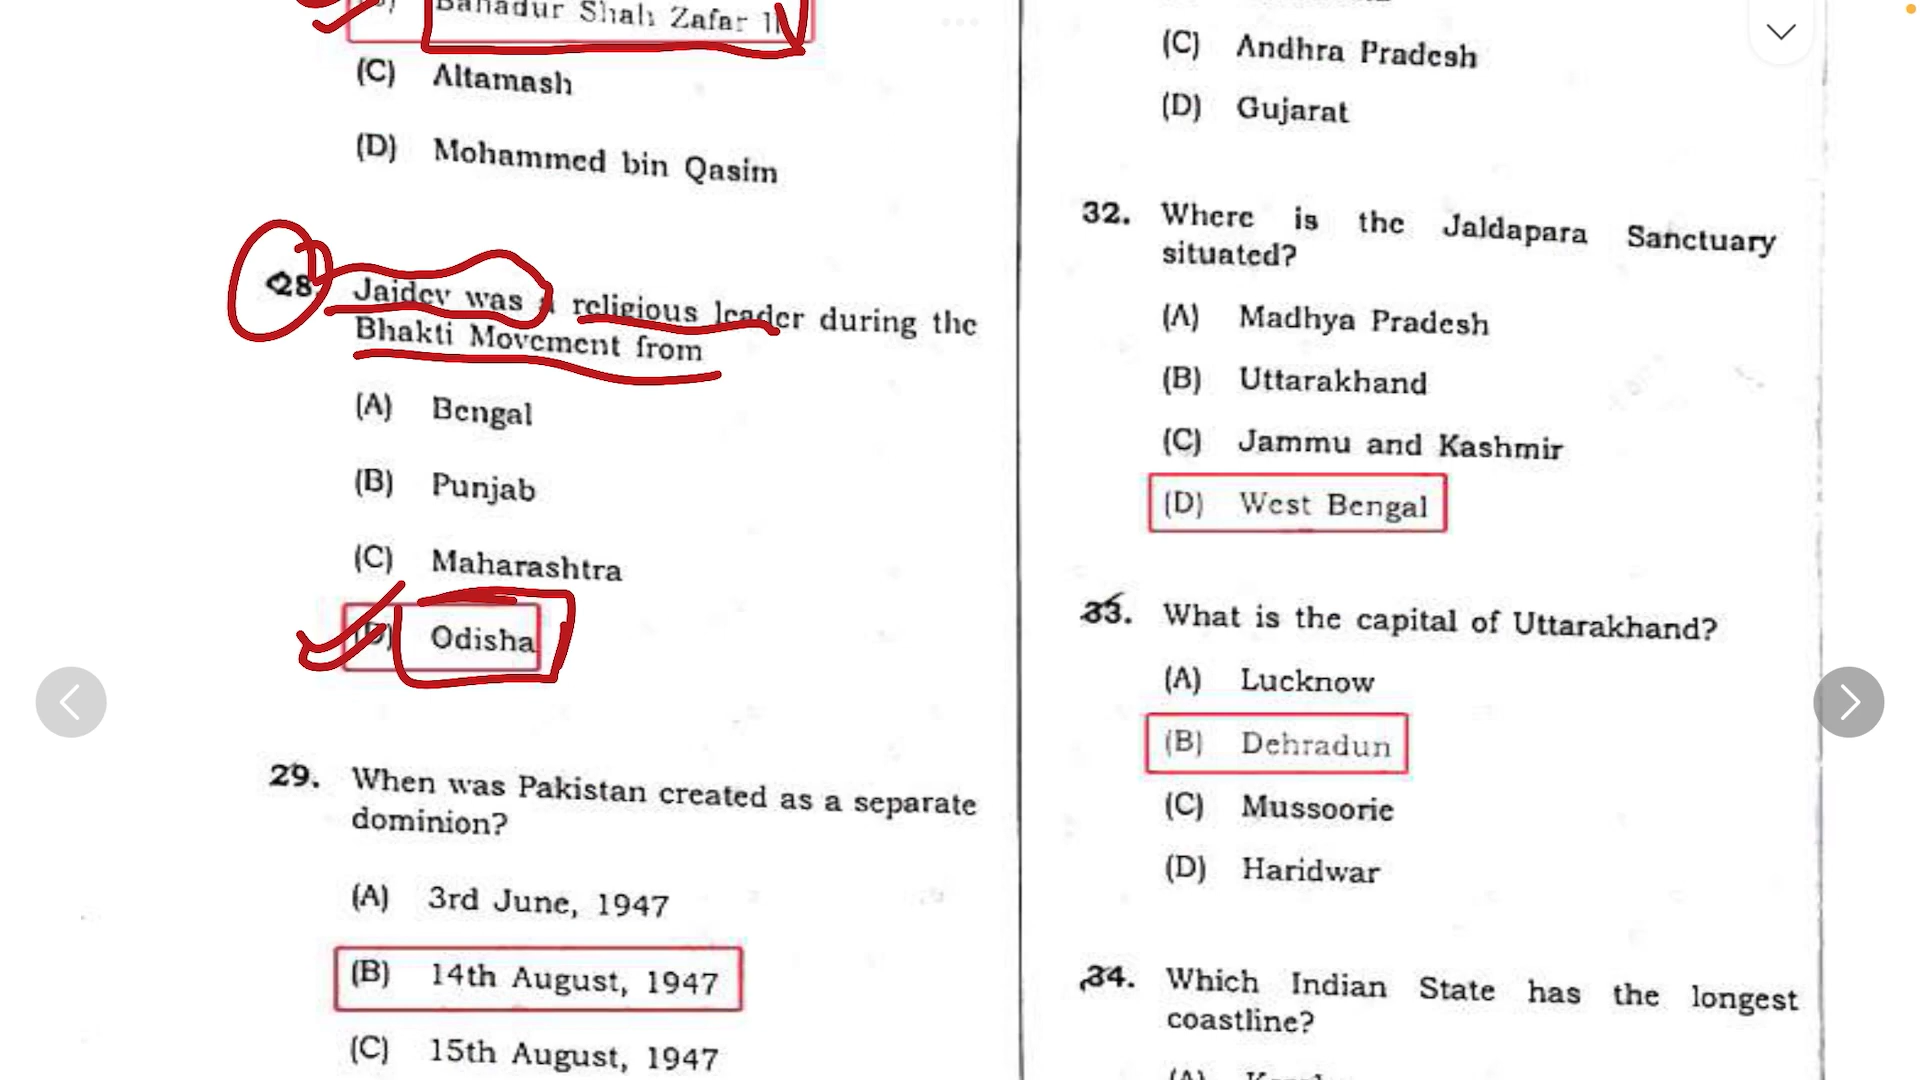 Bahadur Shah Zafar II
(C) Altamash
(D) Mohammed bin Qasim
28. Jaidev was a religious leader during the
Bhakti Movement from
(A) Bengal
(B) Punjab
(C) Maharashtra
(D) Odisha
29. When was Pakistan created as a separate
dominion?
(A) 3rd June, 1947
(B) 14th August, 1947
(C) 15th August, 1947
(C) Andhra Pradesh
(D) Gujarat
32. Where is the Jaldapara Sanctuary
situated?
(A) Madhya Pradesh
(B) Uttarakhand
(C) Jammu and Kashmir
(D) West Bengal
33. What is the capital of Uttarakhand?
(A) Lucknow
(B) Dehradun
(C) Mussoorie
(D) Haridwar
34. Which Indian State has the longest
coastline?
(A)